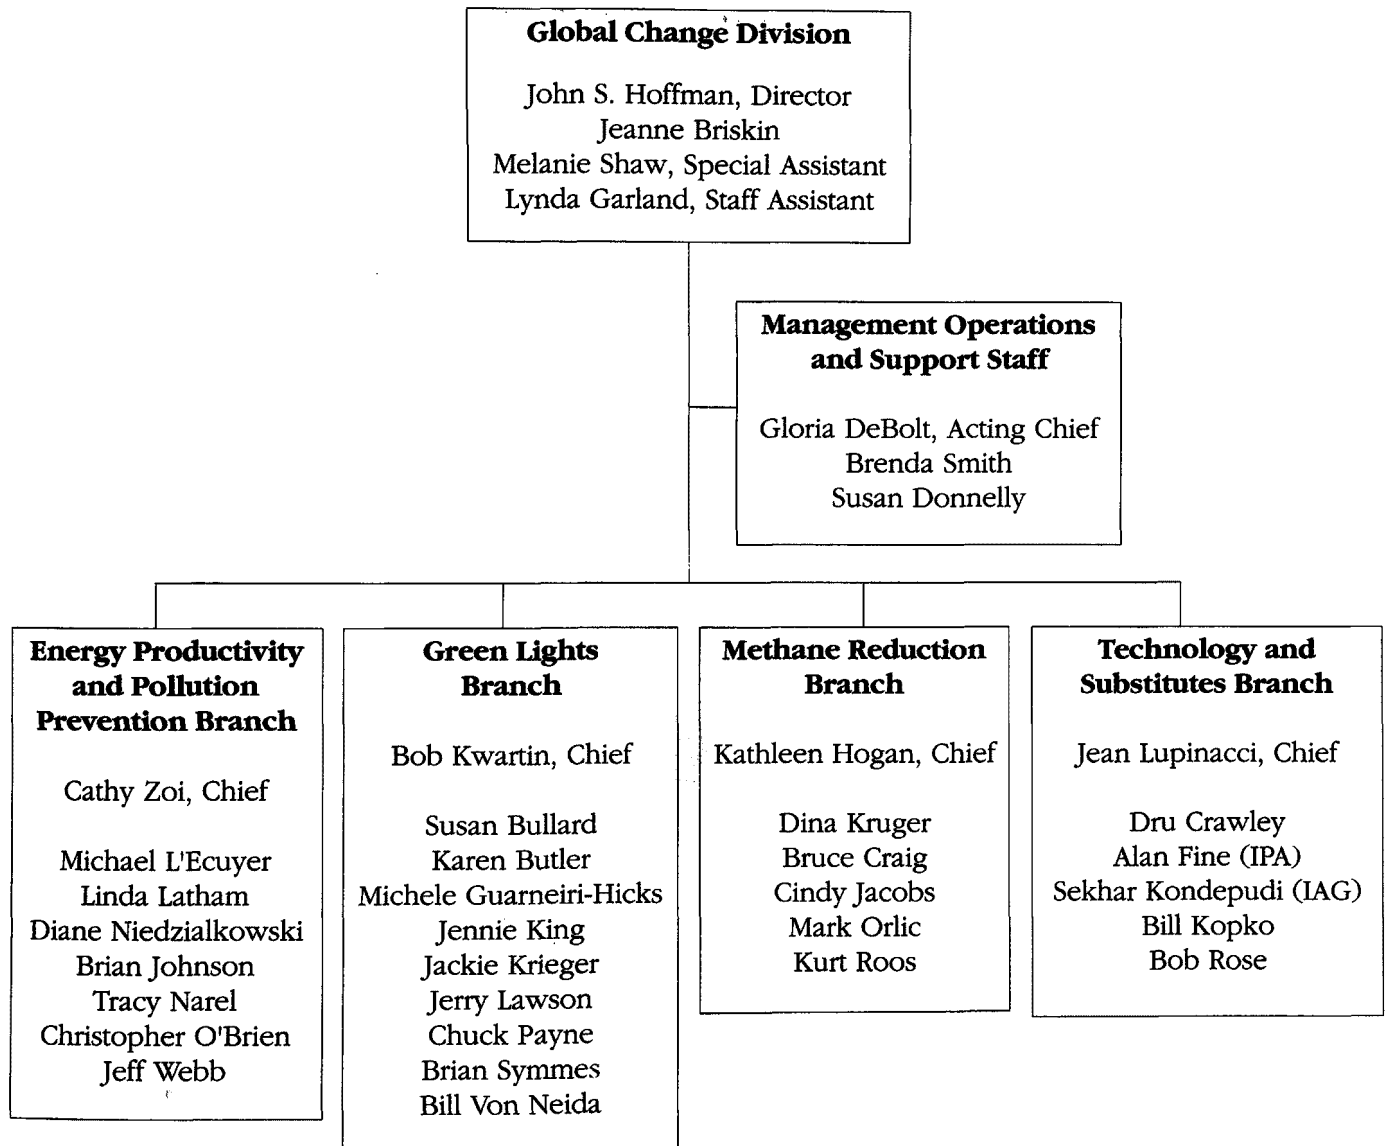 Global Change Division
John S. Hoffman, Director
Jeanne Briskin
Melanie Shaw, Special Assistant
Lynda Garland, Staff Assistant
Management Operations
and Support Staff
Gloria DeBolt, Acting Chief
Brenda Smith
Susan Donnelly
Energy Productivity
and Pollution
Prevention Branch
Cathy Zoi, Chief
Michael L'Ecuyer
Linda Latham
Diane Niedzialkowski
Brian Johnson
Tracy Narel
Christopher O'Brien
Jeff Webb
Green Lights
Branch
Bob Kwartin, Chief
Susan Bullard
Karen Butler
Michele Guarneiri-Hicks
Jennie King
Jackie Krieger
Jerry Lawson
Chuck Payne
Brian Symmes
Bill Von Neida
Methane Reduction
Branch
Kathleen Hogan, Chief
Dina Kruger
Bruce Craig
Cindy Jacobs
Mark Orlic
Kurt Roos
Technology and
Substitutes Branch
Jean Lupinacci, Chief
Dru Crawley
Alan Fine (IPA)
Sekhar Kondepudi (IAG)
Bill Kopko
Bob Rose